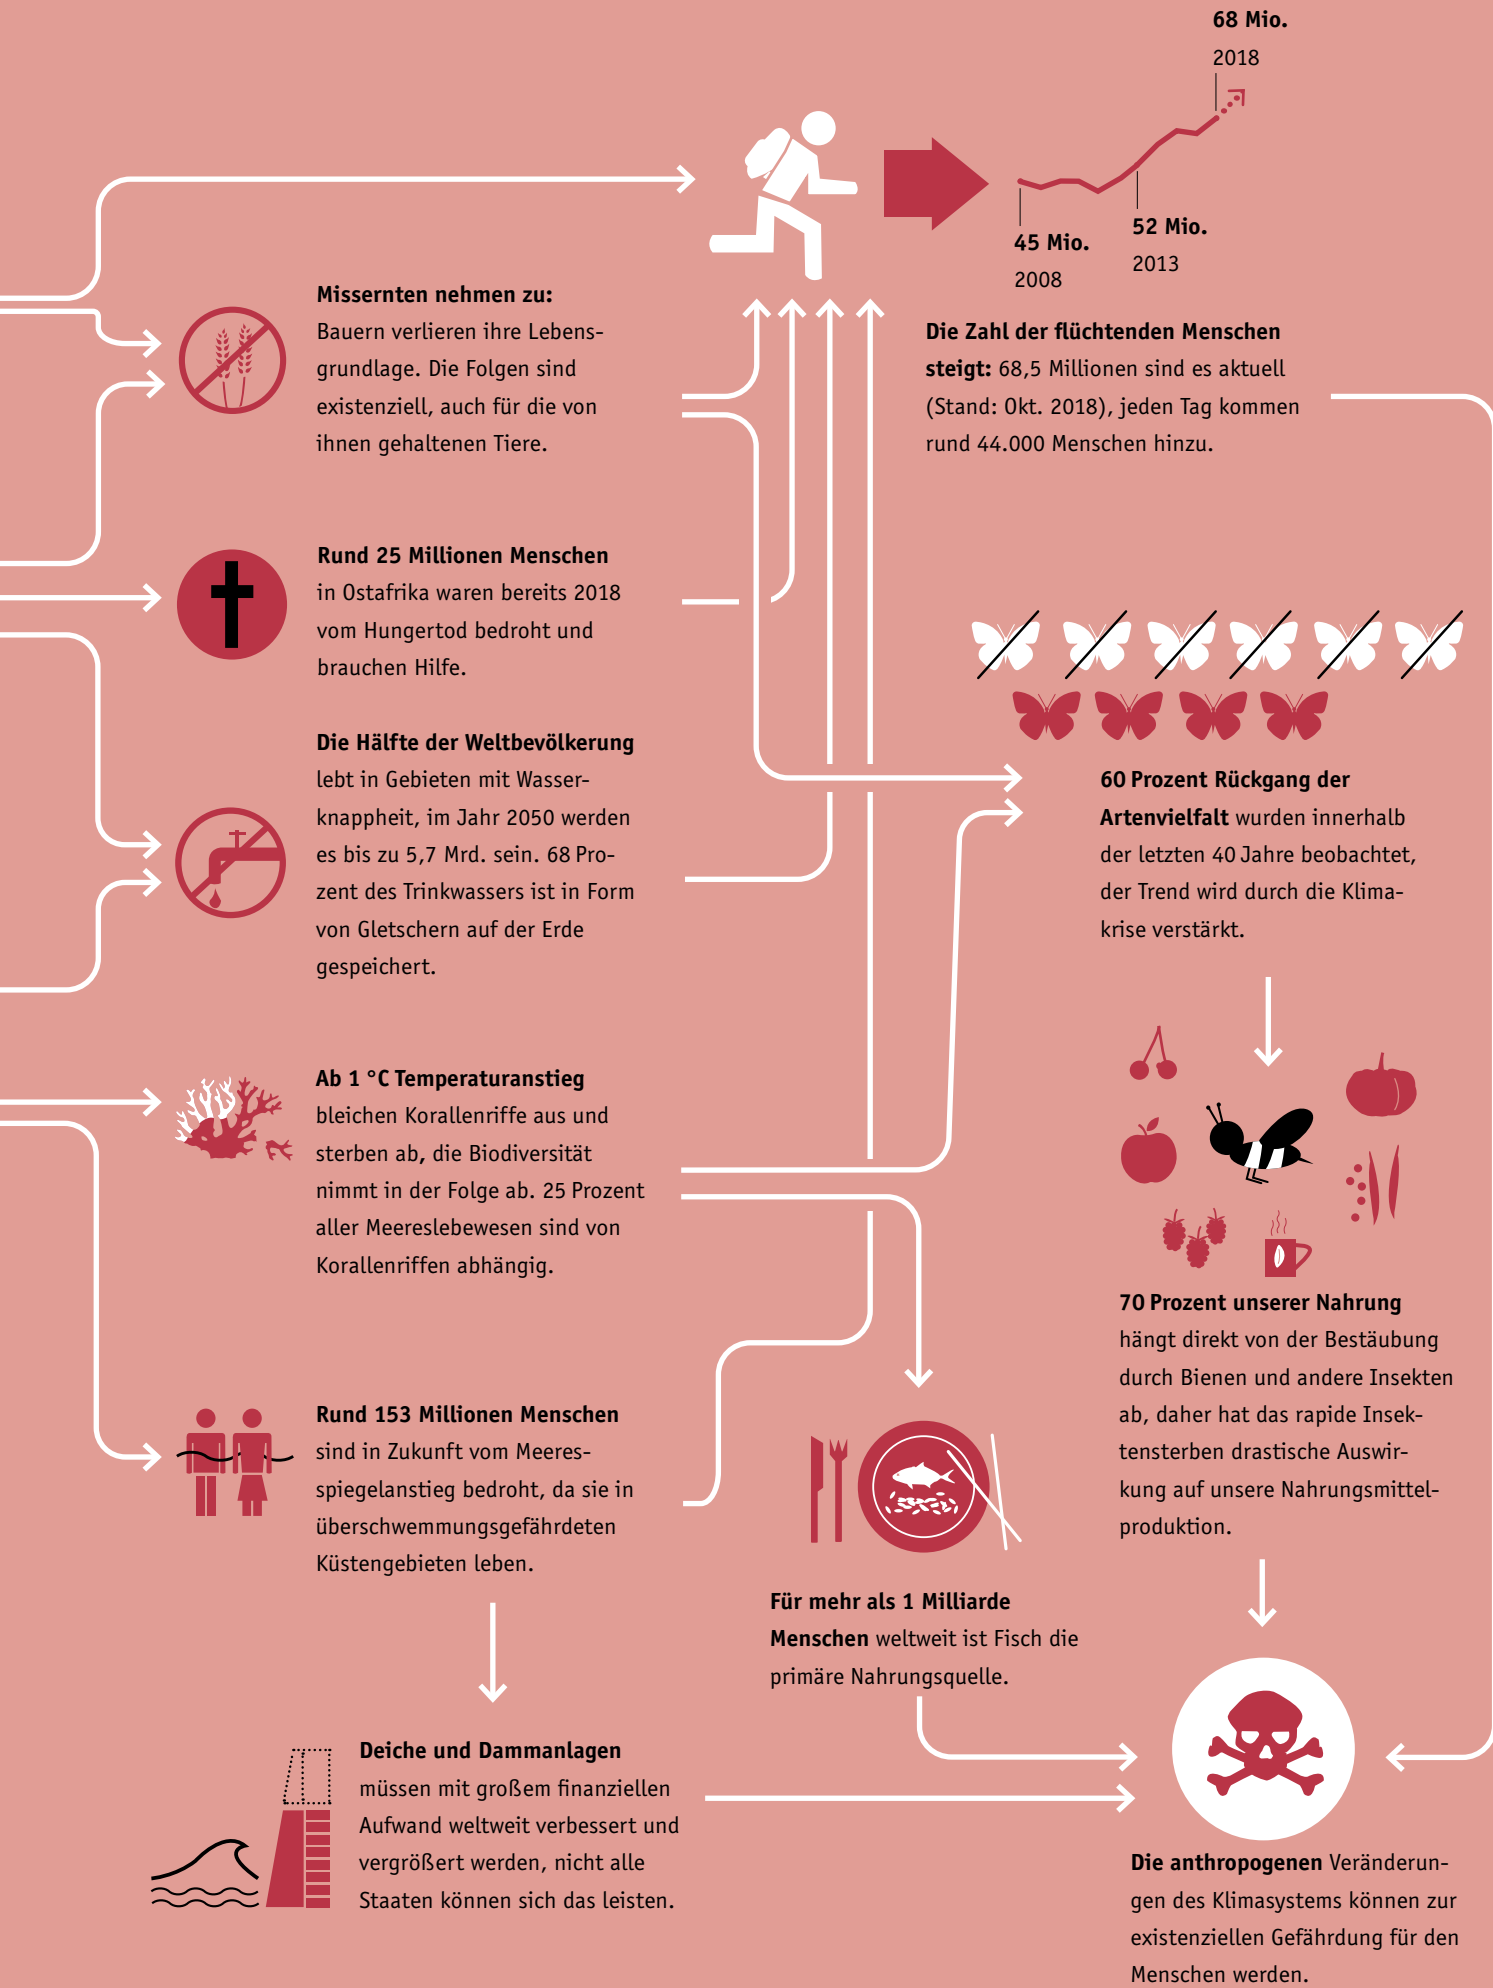 68 Mio.
2018
45 Mio.
2008
52 Mio.
2013
Die Zahl der flüchtenden Menschen
steigt: 68,5 Millionen sind es aktuell
(Stand: Okt. 2018), jeden Tag kommen
rund 44.000 Menschen hinzu.
Missernten nehmen zu:
Bauern verlieren ihre Lebens-
grundlage. Die Folgen sind
existenziell, auch für die von
ihnen gehaltenen Tiere.
Rund 25 Millionen Menschen
in Ostafrika waren bereits 2018
vom Hungertod bedroht und
brauchen Hilfe.
Die Hälfte der Weltbevölkerung
lebt in Gebieten mit Wasser-
knappheit, im Jahr 2050 werden
es bis zu 5,7 Mrd. sein. 68 Pro-
zent des Trinkwassers ist in Form
von Gletschern auf der Erde
gespeichert.
60 Prozent Rückgang der
Artenvielfalt wurden innerhalb
der letzten 40 Jahre beobachtet,
der Trend wird durch die Klima-
krise verstärkt.
Ab 1 °C Temperaturanstieg
bleichen Korallenriffe aus und
sterben ab, die Biodiversität
nimmt in der Folge ab. 25 Prozent
aller Meereslebewesen sind von
Korallenriffen abhängig.
70 Prozent unserer Nahrung
hängt direkt von der Bestäubung
durch Bienen und andere Insekten
ab, daher hat das rapide Insek-
tensterben drastische Auswir-
kung auf unsere Nahrungsmittel-
produktion.
Rund 153 Millionen Menschen
sind in Zukunft vom Meeres-
spiegelanstieg bedroht, da sie in
überschwemmungsgefährdeten
Küstengebieten leben.
Für mehr als 1 Milliarde
Menschen weltweit ist Fisch die
primäre Nahrungsquelle.
Deiche und Dammanlagen
müssen mit großem finanziellen
Aufwand weltweit verbessert und
vergrößert werden, nicht alle
Staaten können sich das leisten.
Die anthropogenen Veränderun-
gen des Klimasystems können zur
existenziellen Gefährdung für den
Menschen werden.